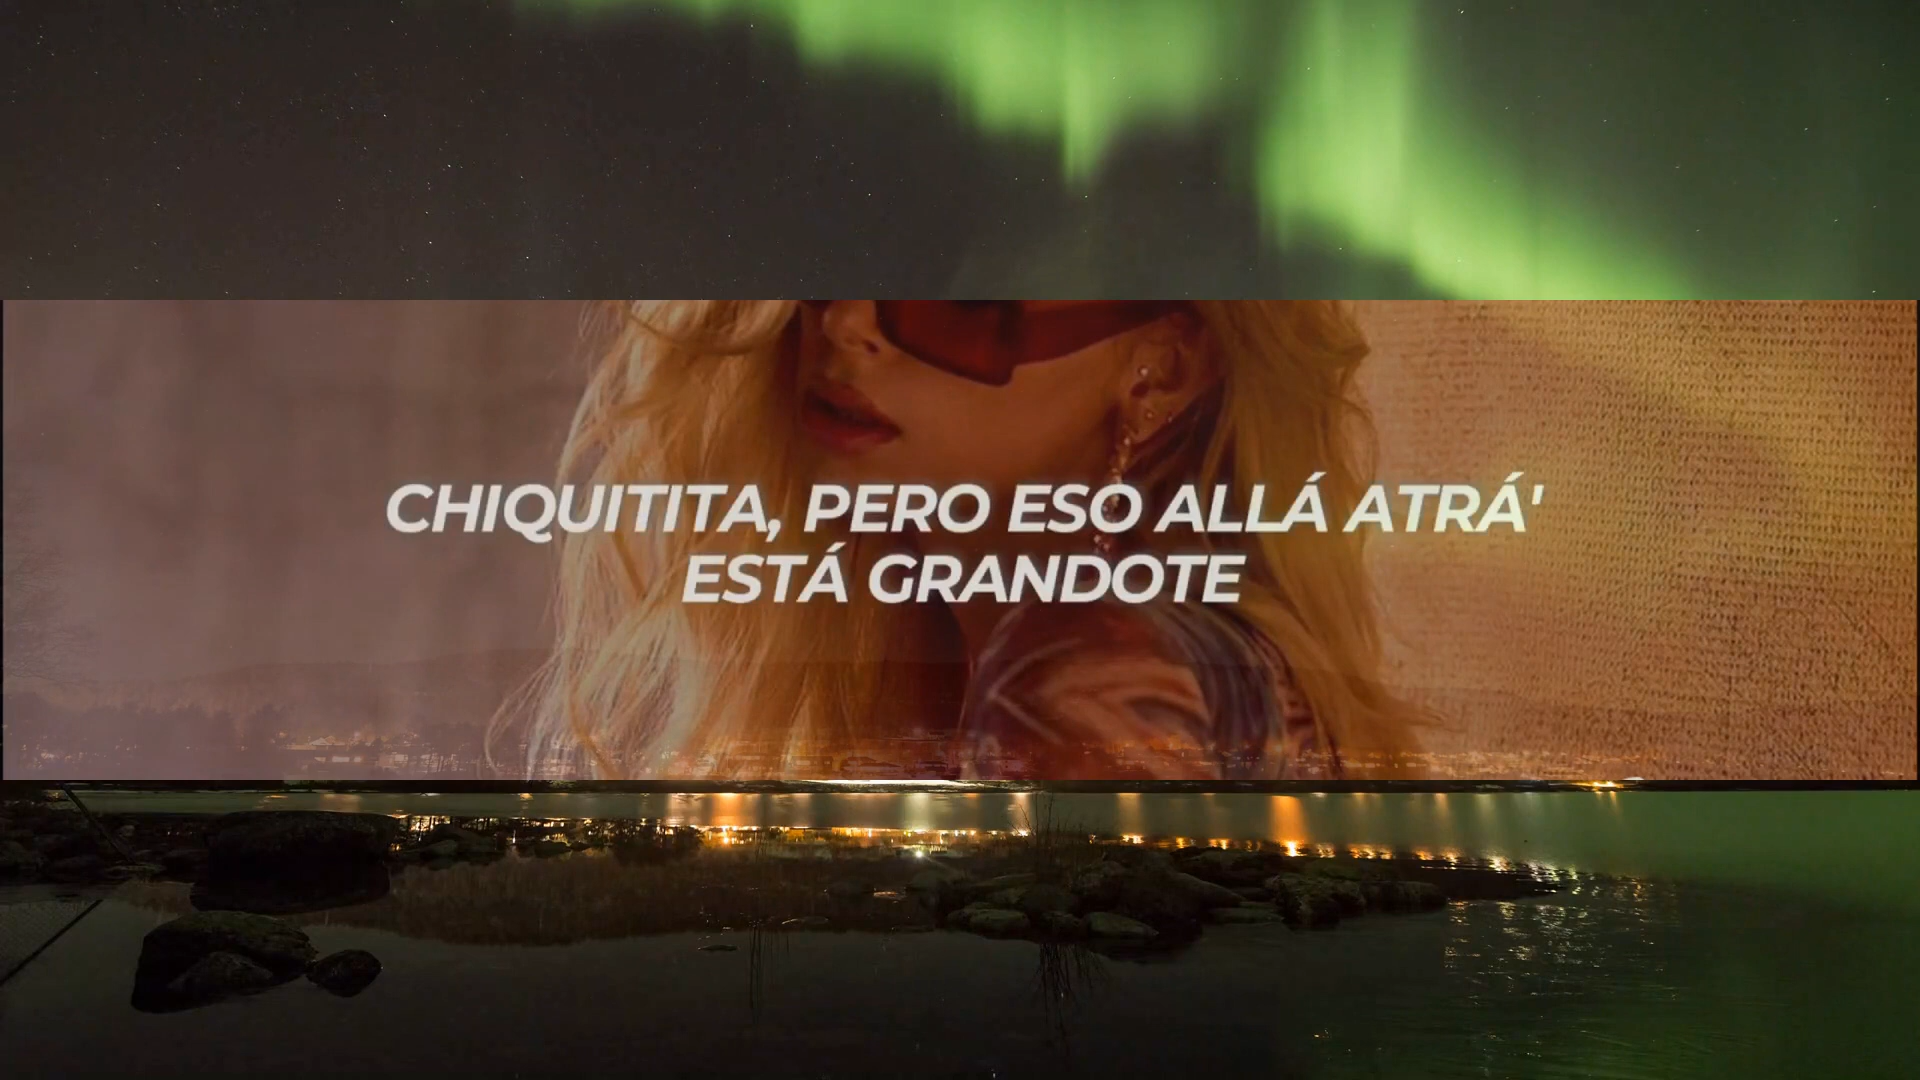 CHIQUITITA, PERO ESO ALLÁ ATRÁ'
ESTÁ GRANDOTE